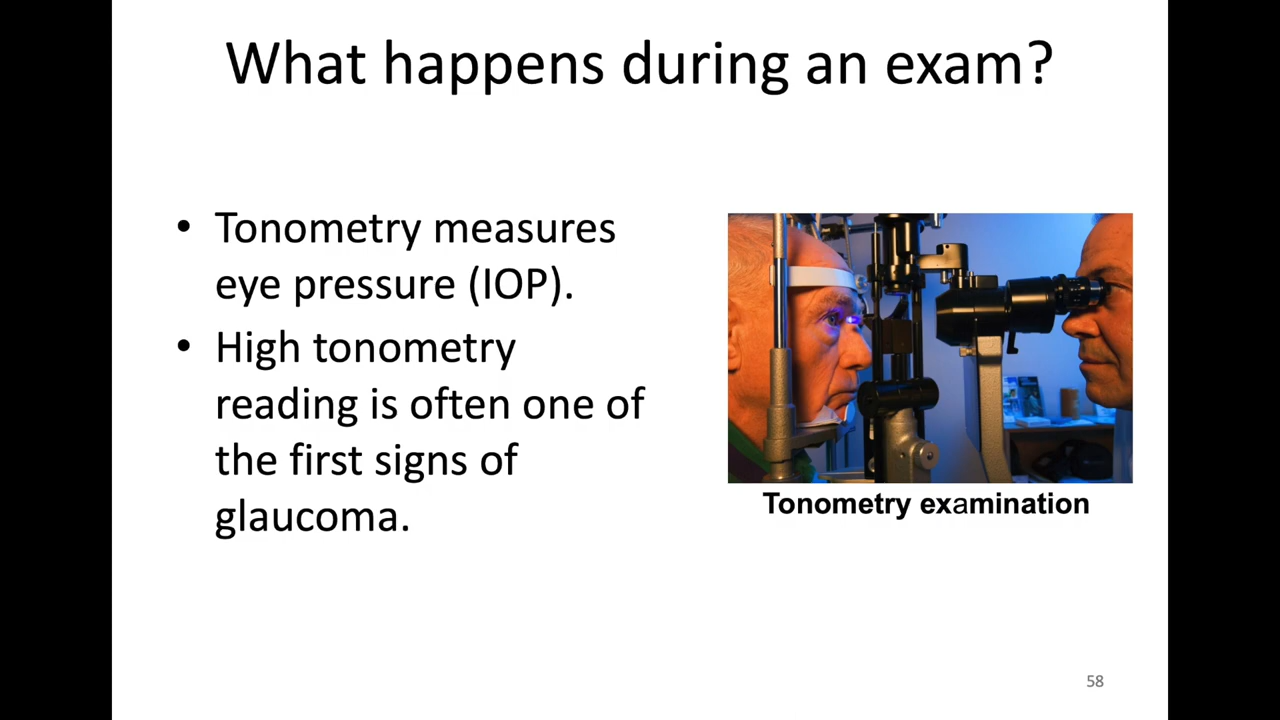 What happens during an exam?
• Tonometry measures
eye pressure (IOP).
• High tonometry
reading is often one of
the first signs of
glaucoma.
Tonometry examination
58